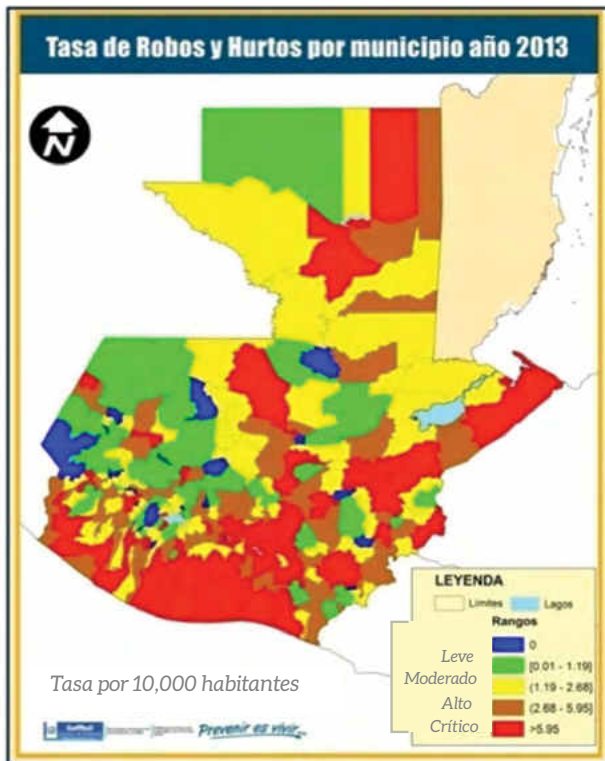 Tasa de Robos y Hurtos por municipio año 2013
N
LEYENDA
Límites
Lagos
Rangos
0
Leve
[0.01 - 1.19]
Moderado
(1.19 - 2.68]
Alto
(2.68 - 5.95]
Crítico
>5.95
Tasa por 10,000 habitantes
Prevenir es vivir...